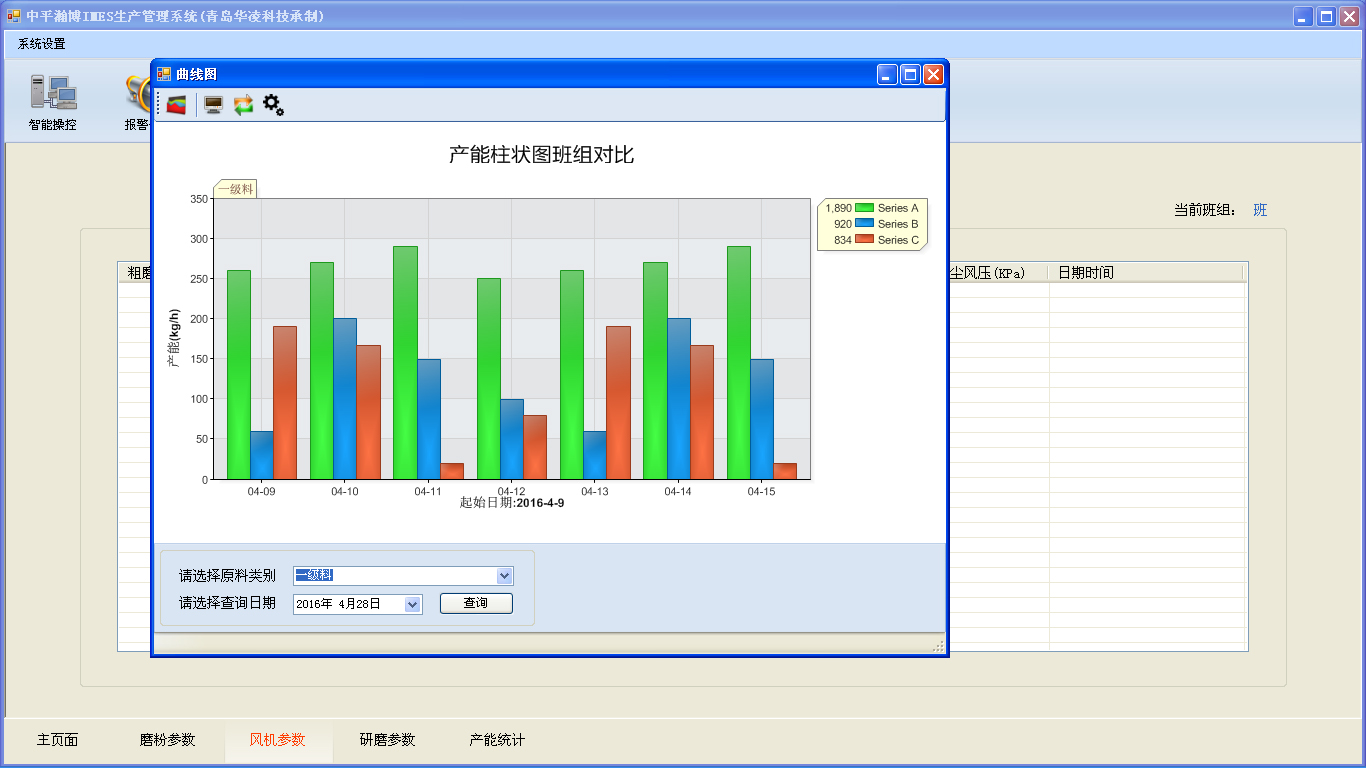 中平瀚博IMES生产管理系统(青岛华凌科技承制)
系统设置
智能操控
报警
曲线图
产能柱状图班组对比
一级料
350
300
250
200
150
100
50
0
产能(kg/h)
04-09
04-10
04-11
04-12
04-13
04-14
04-15
起始日期:2016-4-9
1,890 Series A
920 Series B
834 Series C
当前班组: 班
粗磨
尘风压(KPa)
日期时间
请选择原料类别 一级料
请选择查询日期 2016年 4月28日 查询
主页面
磨粉参数
风机参数
研磨参数
产能统计